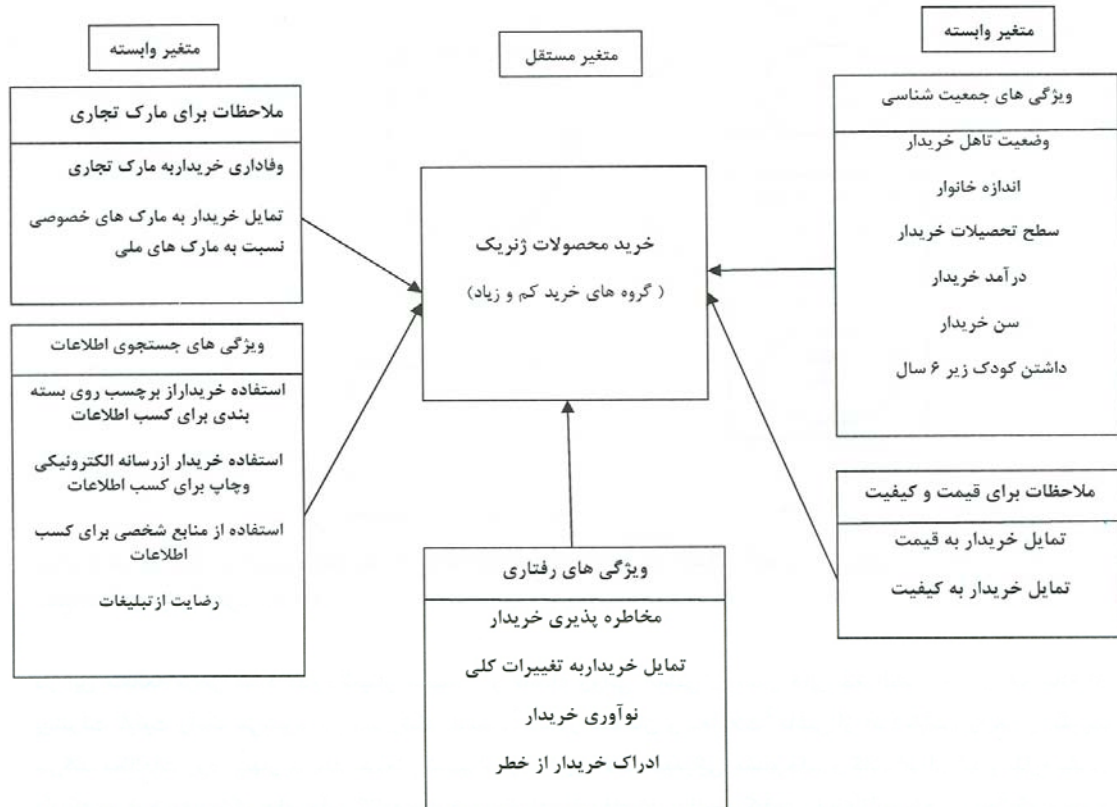 متغیر وابسته
ویژگی های جمعیت شناسی
وضعیت تاهل خریدار
اندازه خانوار
سطح تحصیلات خریدار
درآمد خریدار
سن خریدار
داشتن کودک زیر ۶ سال
ملاحظات برای قیمت و کیفیت
تمایل خریدار به قیمت
تمایل خریدار به کیفیت
متغیر مستقل
خرید محصولات ژنریک
( گروه های خرید کم و زیاد)
ویژگی های رفتاری
مخاطره پذیری خریدار
تمایل خریداربه تغییرات کلی
نوآوری خریدار
ادراک خریدار از خطر
متغیر وابسته
ملاحظات برای مارک تجاری
وفاداری خریداربه مارک تجاری
تمایل خریدار به مارک های خصوصی
نسبت به مارک های ملی
ویژگی های جستجوی اطلاعات
استفاده خریداراز برچسب روی بسته
بندی برای کسب اطلاعات
استفاده خریدار ازرسانه الکترونیکی
وچاپ برای کسب اطلاعات
استفاده از منابع شخصی برای کسب
اطلاعات
رضایت ازتبلیغات